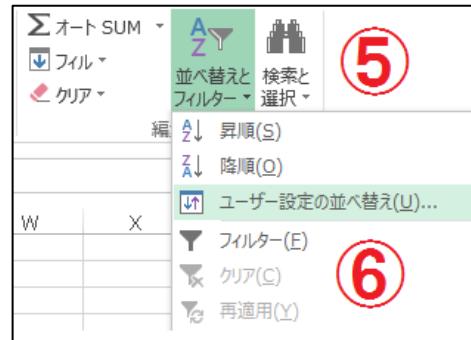 Σ オート SUM
フィル
クリア
並べ替えと
フィルター
検索と
選択
⑤
編
昇順(S)
降順(O)
ユーザー設定の並べ替え(U)...
フィルター(E)
クリア(C)
再適用(Y)
W X
⑥